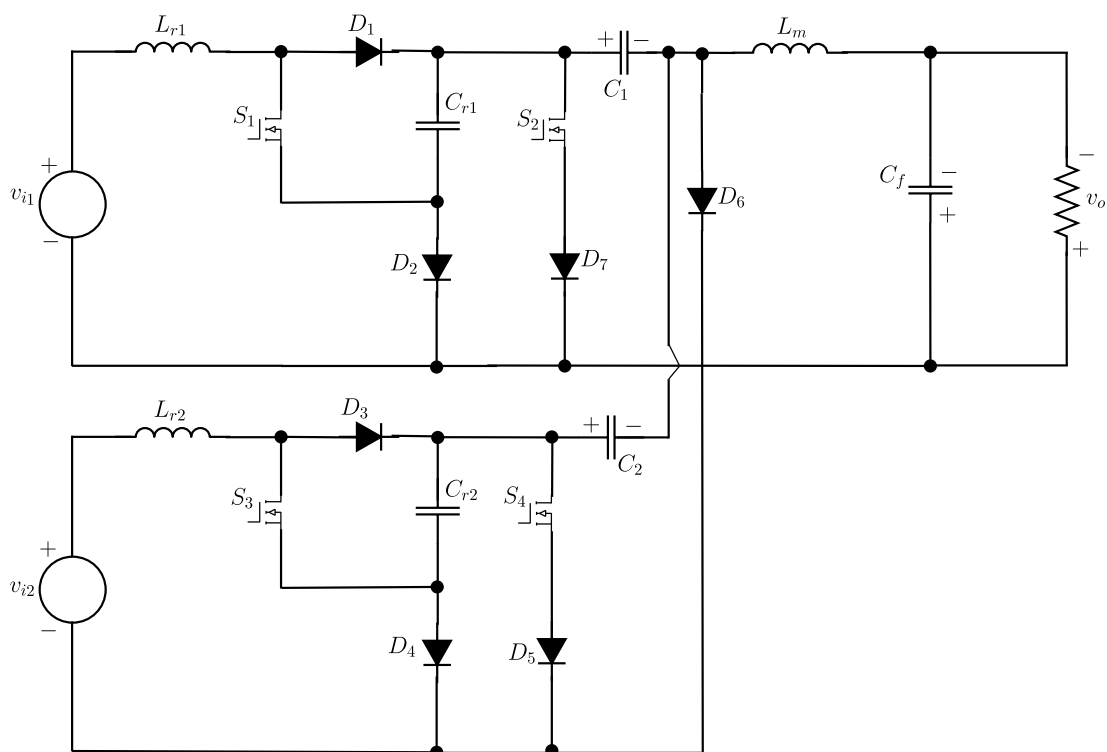 L_{r1}
D_1
L_m
+ −
C_1
S_1
C_{r1}
S_2
+
v_{i1}
−
D_2
D_7
D_6
C_f
−
+
−
v_o
+
L_{r2}
D_3
+ −
C_2
S_3
C_{r2}
S_4
+
v_{i2}
−
D_4
D_5